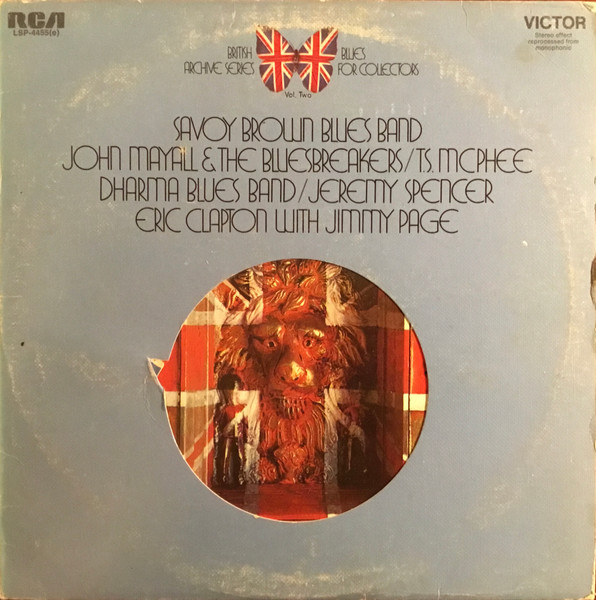 RCA
LSP-4455(e)
VICTOR
Stereo effect
reprocessed from
monophonic
BRITISH BLUES
ARCHIVE SERIES FOR COLLECTORS
Vol. Two
SAVOY BROWN BLUES BAND
JOHN MAYALL & THE BLUESBREAKERS/T.S. MCPHEE
DHARMA BLUES BAND/JEREMY SPENCER
ERIC CLAPTON WITH JIMMY PAGE